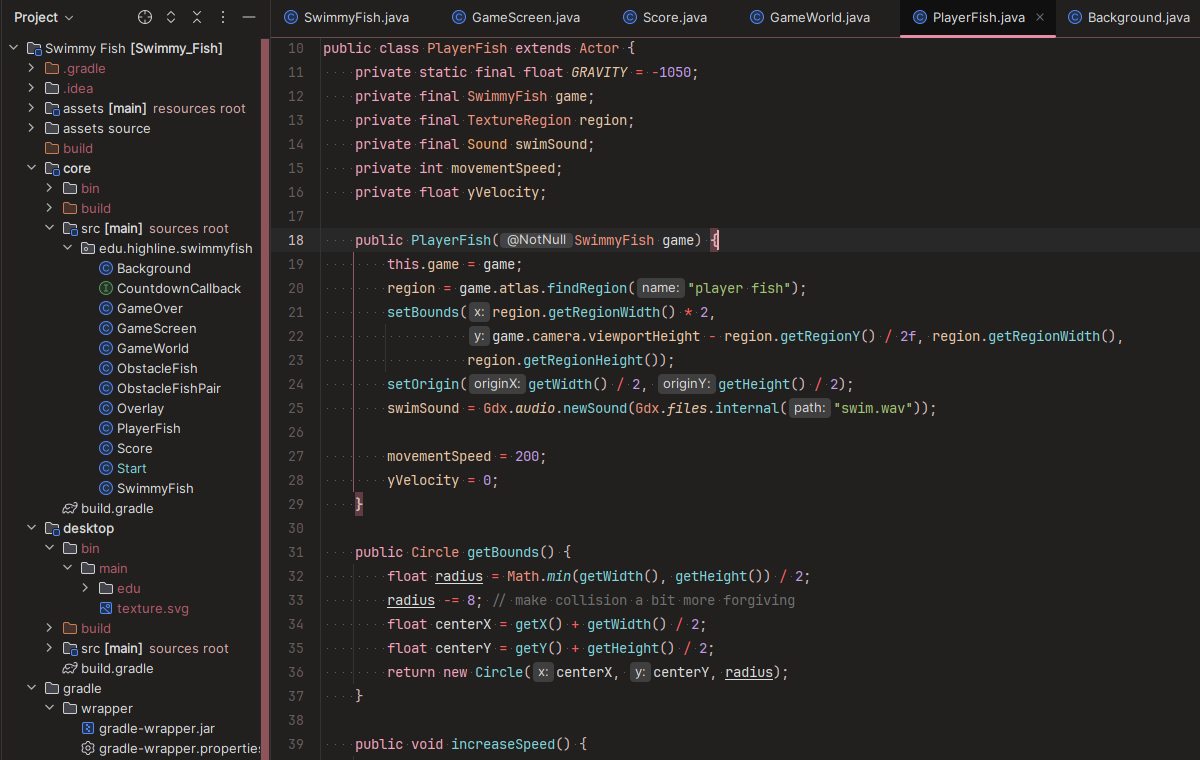 Project
SwimmyFish.java GameScreen.java Score.java GameWorld.java PlayerFish.java Background.java
Swimmy Fish [Swimmy_Fish]
.gradle
.idea
assets [main] resources root
assets source
build
core
bin
build
src [main] sources root
edu.highline.swimmyfish
Background
CountdownCallback
GameOver
GameScreen
GameWorld
ObstacleFish
ObstacleFishPair
Overlay
PlayerFish
Score
Start
SwimmyFish
build.gradle
desktop
bin
main
edu
texture.svg
build
src [main] sources root
build.gradle
gradle
wrapper
gradle-wrapper.jar
gradle-wrapper.properties
10 public class PlayerFish extends Actor {
11 private static final float GRAVITY = -1050;
12 private final SwimmyFish game;
13 private final TextureRegion region;
14 private final Sound swimSound;
15 private int movementSpeed;
16 private float yVelocity;
17
18 public PlayerFish( @NotNull SwimmyFish game) {
19 this.game = game;
20 region = game.atlas.findRegion( name: "player fish");
21 setBounds( x: region.getRegionWidth() * 2,
22 y: game.camera.viewportHeight - region.getRegionY() / 2f, region.getRegionWidth(),
23 region.getRegionHeight());
24 setOrigin( originX: getWidth() / 2, originY: getHeight() / 2);
25 swimSound = Gdx.audio.newSound(Gdx.files.internal( path: "swim.wav"));
26
27 movementSpeed = 200;
28 yVelocity = 0;
29 }
30
31 public Circle getBounds() {
32 float radius = Math.min(getWidth(), getHeight()) / 2;
33 radius -= 8; // make collision a bit more forgiving
34 float centerX = getX() + getWidth() / 2;
35 float centerY = getY() + getHeight() / 2;
36 return new Circle( x: centerX, y: centerY, radius);
37 }
38
39 public void increaseSpeed() {